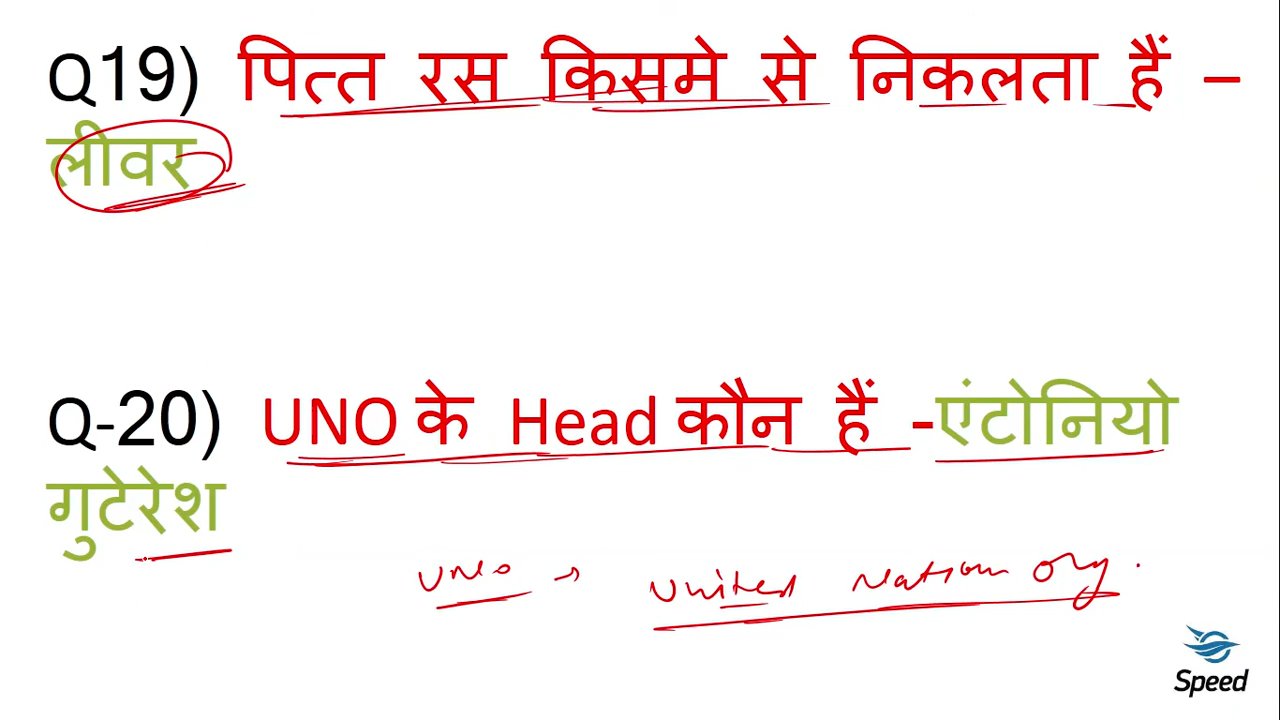 Q19) पित्त रस किसमे से निकलता हैं –
लीवर
Q-20) UNO के Head कौन हैं -एंटोनियो
गुटेरेश
UNO → United Nation Org.
Speed